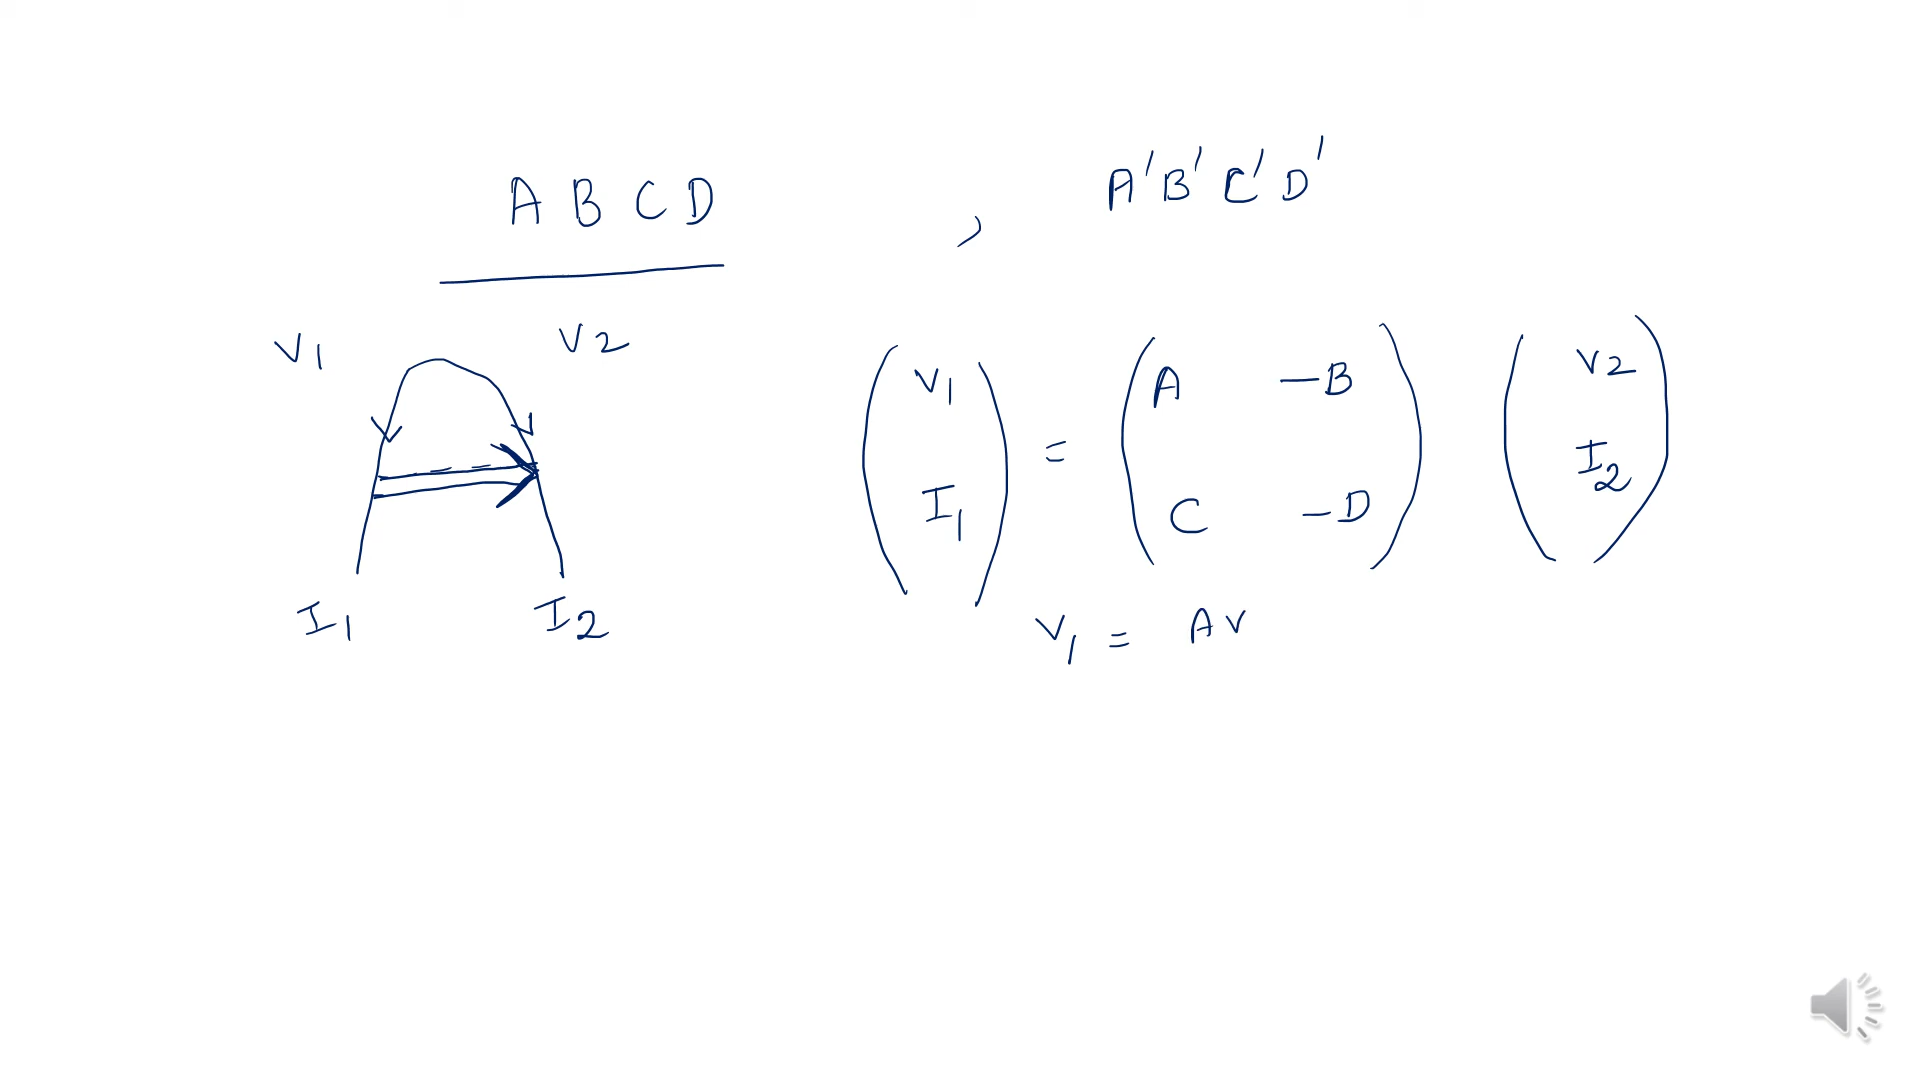 A B C D , A' B' C' D'
V1 V2
I1 I2
( V1 ) = ( A -B ) ( V2 )
( I1 ) ( C -D ) ( I2 )
V1 = AV